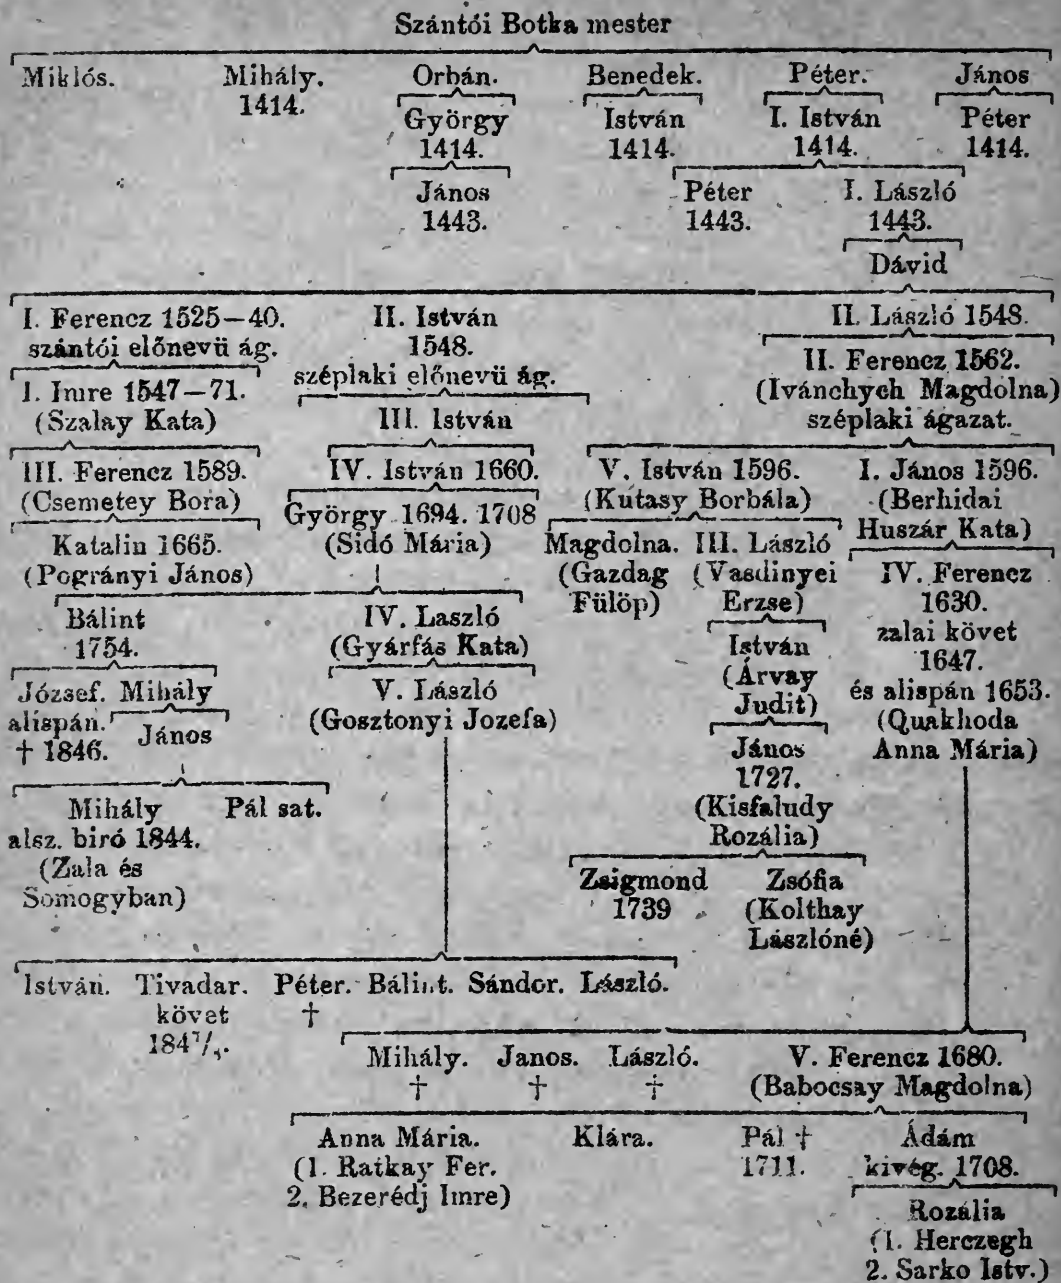 Szántói Botka mester
Miklós. Mihály. Orbán. Benedek. Péter. János
1414. György István I. István Péter
1414. 1414. 1414. 1414.
János Péter I. László
1443. 1443. 1443.
Dávid
I. Ferencz 1525–40. II. István II. László 1548.
szántói előnevü ág. 1548. II. Ferencz 1562.
I. Imre 1547–71. széplaki előnevü ág. (Ivánchych Magdolna)
(Szalay Kata) III. István széplaki ágazat.
III. Ferencz 1589. IV. István 1660. V. István 1596. I. János 1596.
(Csemetey Bora) György 1694. 1708 (Kutasy Borbála) (Berhidai
Katalin 1665. (Sidó Mária) Magdolna. III. László Huszár Kata)
(Pogrányi János) (Gazdag (Vasdinyei IV. Ferencz
Bálint IV. Laszló Fülöp) Erzse) 1630.
1754. (Gyárfás Kata) István zalai követ
József. Mihály V. László (Árvay 1647.
alispán. János (Gosztonyi Jozefa) Judit) és alispán 1653.
† 1846. János (Quakhoda
1727. Anna Mária)
Mihály Pál sat. (Kisfaludy
alsz. biró 1844. Rozália)
(Zala és Zsigmond Zsófia
Somogyban) 1739 (Kolthay
Lászlóné)
István. Tivadar. Péter. Bálint. Sándor. László.
követ †
Mihály. Janos. László. V. Ferencz 1680.
† † † (Babocsay Magdolna)
Anna Mária. Klára. Pál † Ádám
(1. Ratkay Fer. 1711. kivég. 1708.
2. Bezerédj Imre) Rozália
(1. Herczegh
2. Sarko Istv.)